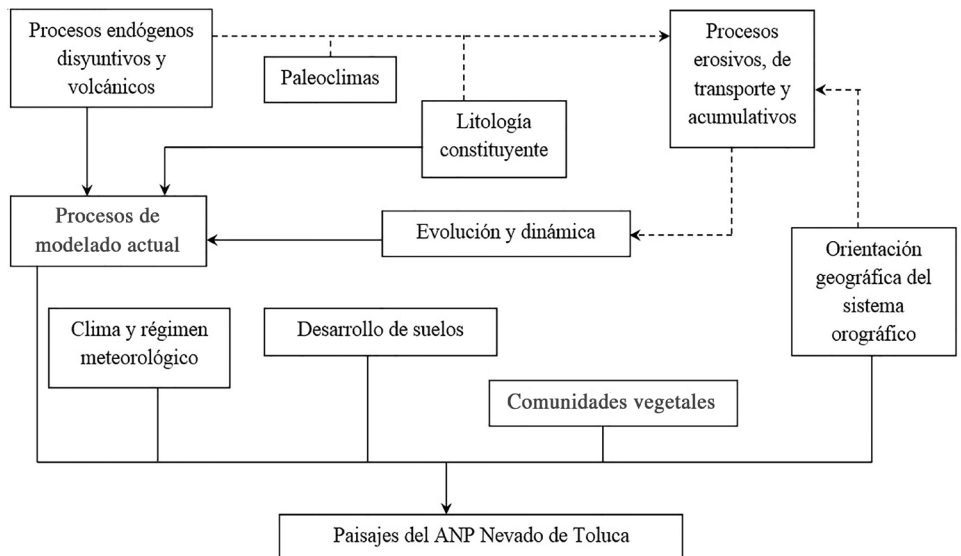 Procesos endógenos
disyuntivos y
volcánicos
Paleoclimas
Procesos
erosivos, de
transporte y
acumulativos
Litología
constituyente
Procesos de
modelado actual
Evolución y dinámica
Orientación
geográfica del
sistema
orográfico
Clima y régimen
meteorológico
Desarrollo de suelos
Comunidades vegetales
Paisajes del ANP Nevado de Toluca